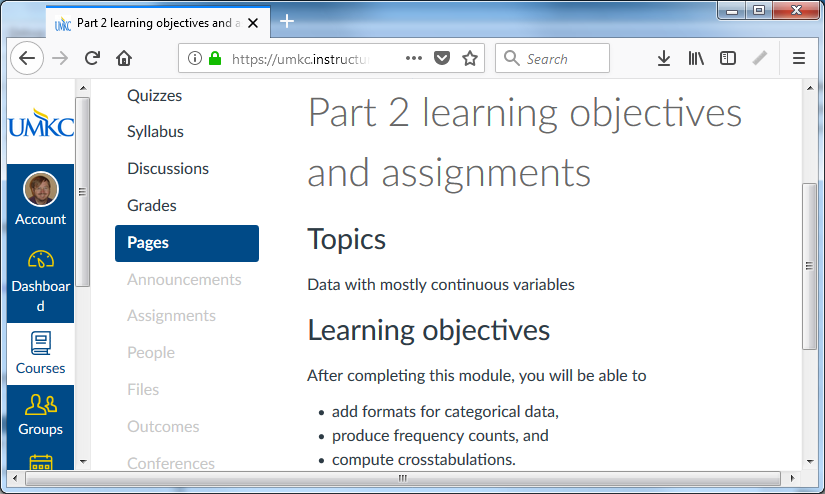 Part 2 learning objectives and a
https://umkc.instructu
Search
UMKC
Account
Dashboar
d
Courses
Groups
Quizzes
Syllabus
Discussions
Grades
Pages
Announcements
Assignments
People
Files
Outcomes
Conferences
Part 2 learning objectives
and assignments
Topics
Data with mostly continuous variables
Learning objectives
After completing this module, you will be able to
• add formats for categorical data,
• produce frequency counts, and
• compute crosstabulations.